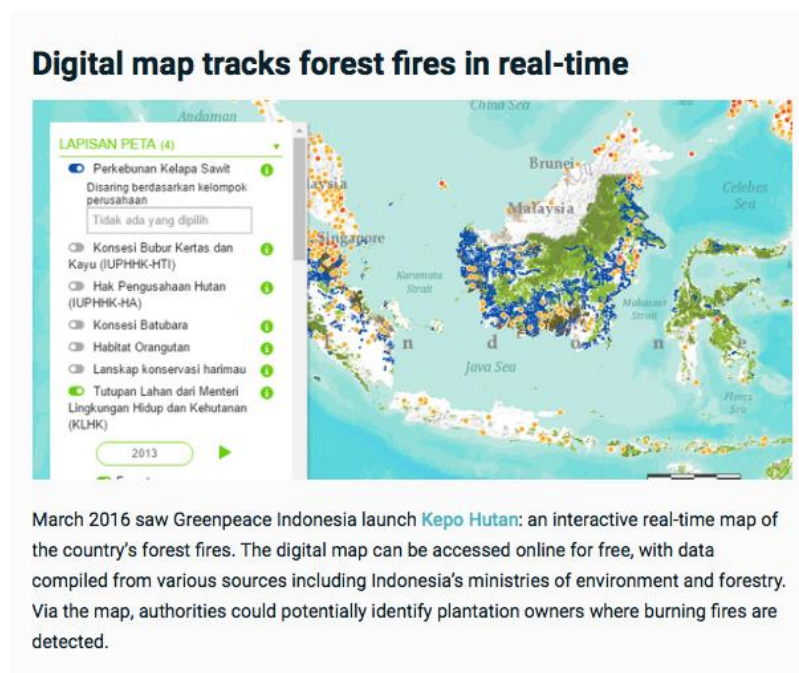 Digital map tracks forest fires in real-time
Andaman
China Sea
Sea
LAPISAN PETA (4)
Perkebunan Kelapa Sawit
Disaring berdasarkan kelompok
perusahaan
Tidak ada yang dipilih
Konsesi Bubur Kertas dan
Kayu (IUPHHK-HTI)
Hak Pengusahaan Hutan
(IUPHHK-HA)
Konsesi Batubara
Habitat Orangutan
Lanskap konservasi harimau
Tutupan Lahan dari Menteri
Lingkungan Hidup dan Kehutanan
(KLHK)
2013
Brunei
Malaysia
Celebes
Sea
laysia
Singapore
Karamata
Strait
Makassar
Strait
I n d o n e
Java Sea
Flores
Sea
March 2016 saw Greenpeace Indonesia launch Kepo Hutan: an interactive real-time map of
the country’s forest fires. The digital map can be accessed online for free, with data
compiled from various sources including Indonesia’s ministries of environment and forestry.
Via the map, authorities could potentially identify plantation owners where burning fires are
detected.